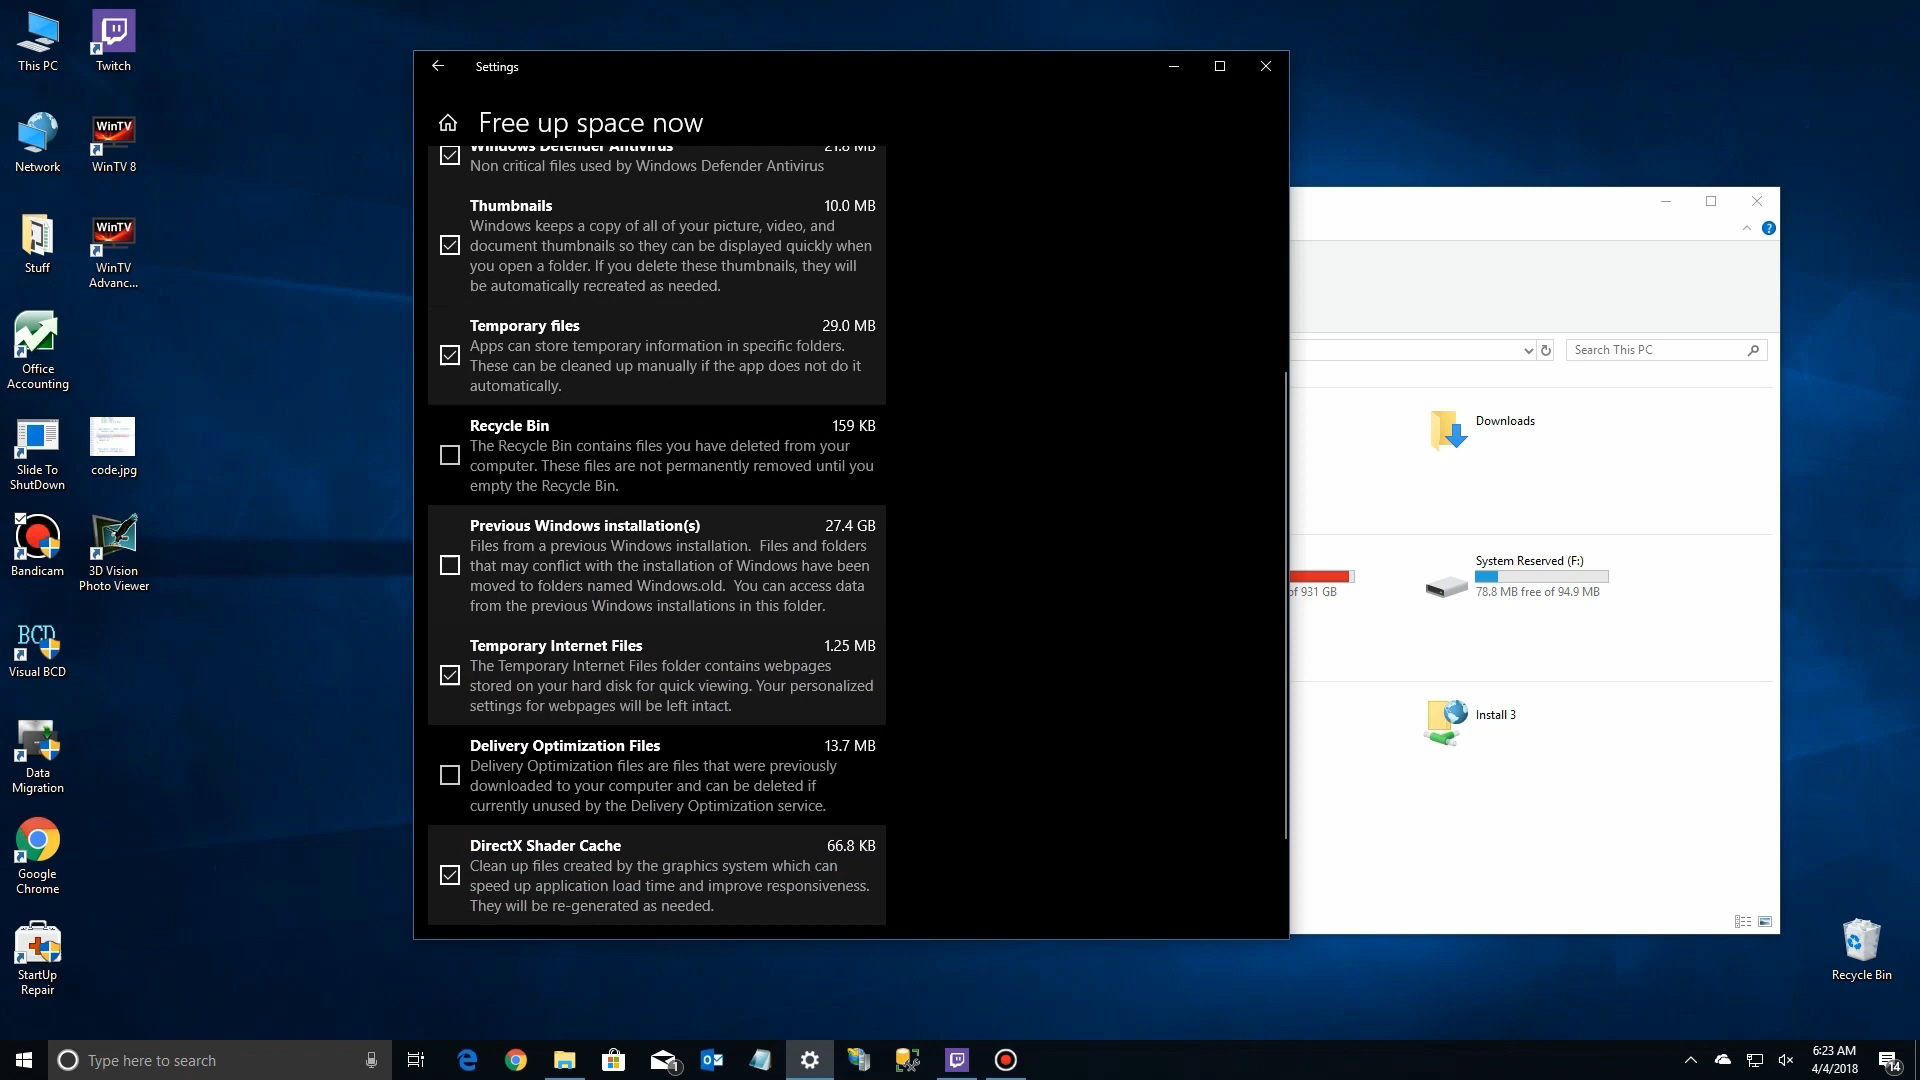 This PC
Twitch
Network
WinTV 8
Stuff
WinTV
Advanc...
Office
Accounting
Slide To
ShutDown
code.jpg
Bandicam
3D Vision
Photo Viewer
BCD
Visual BCD
Data
Migration
Google
Chrome
StartUp
Repair
WinTV
WinTV
Settings
Free up space now
Windows Defender Antivirus 21.8 MB
Non critical files used by Windows Defender Antivirus
Thumbnails 10.0 MB
Windows keeps a copy of all of your picture, video, and
document thumbnails so they can be displayed quickly when
you open a folder. If you delete these thumbnails, they will
be automatically recreated as needed.
Temporary files 29.0 MB
Apps can store temporary information in specific folders.
These can be cleaned up manually if the app does not do it
automatically.
Recycle Bin 159 KB
The Recycle Bin contains files you have deleted from your
computer. These files are not permanently removed until you
empty the Recycle Bin.
Previous Windows installation(s) 27.4 GB
Files from a previous Windows installation.  Files and folders
that may conflict with the installation of Windows have been
moved to folders named Windows.old.  You can access data
from the previous Windows installations in this folder.
Temporary Internet Files 1.25 MB
The Temporary Internet Files folder contains webpages
stored on your hard disk for quick viewing. Your personalized
settings for webpages will be left intact.
Delivery Optimization Files 13.7 MB
Delivery Optimization files are files that were previously
downloaded to your computer and can be deleted if
currently unused by the Delivery Optimization service.
DirectX Shader Cache 66.8 KB
Clean up files created by the graphics system which can
speed up application load time and improve responsiveness.
They will be re-generated as needed.
Search This PC
Downloads
System Reserved (F:)
of 931 GB
78.8 MB free of 94.9 MB
Install 3
Recycle Bin
Type here to search
1
6:23 AM
4/4/2018
14